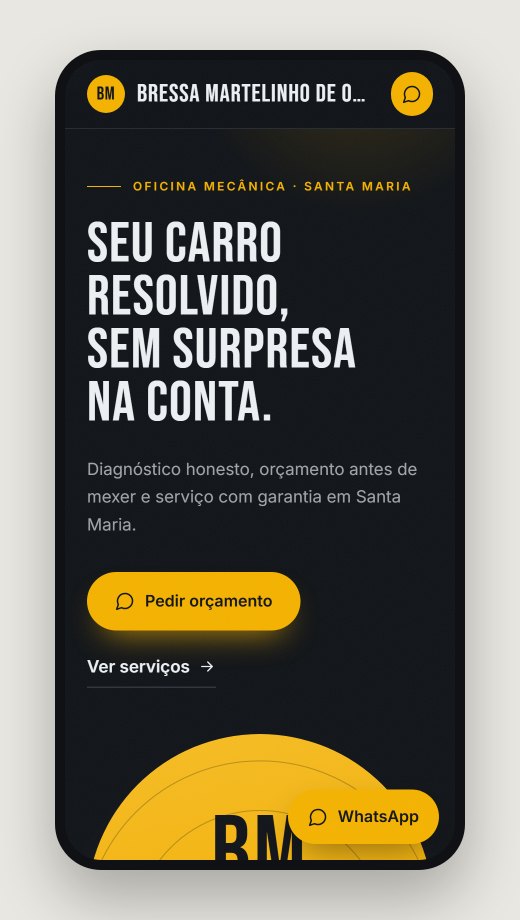 BM
BRESSA MARTELINHO DE O...
OFICINA MECÂNICA · SANTA MARIA
SEU CARRO
RESOLVIDO,
SEM SURPRESA
NA CONTA.
Diagnóstico honesto, orçamento antes de
mexer e serviço com garantia em Santa
Maria.
Pedir orçamento
Ver serviços →
BM
WhatsApp